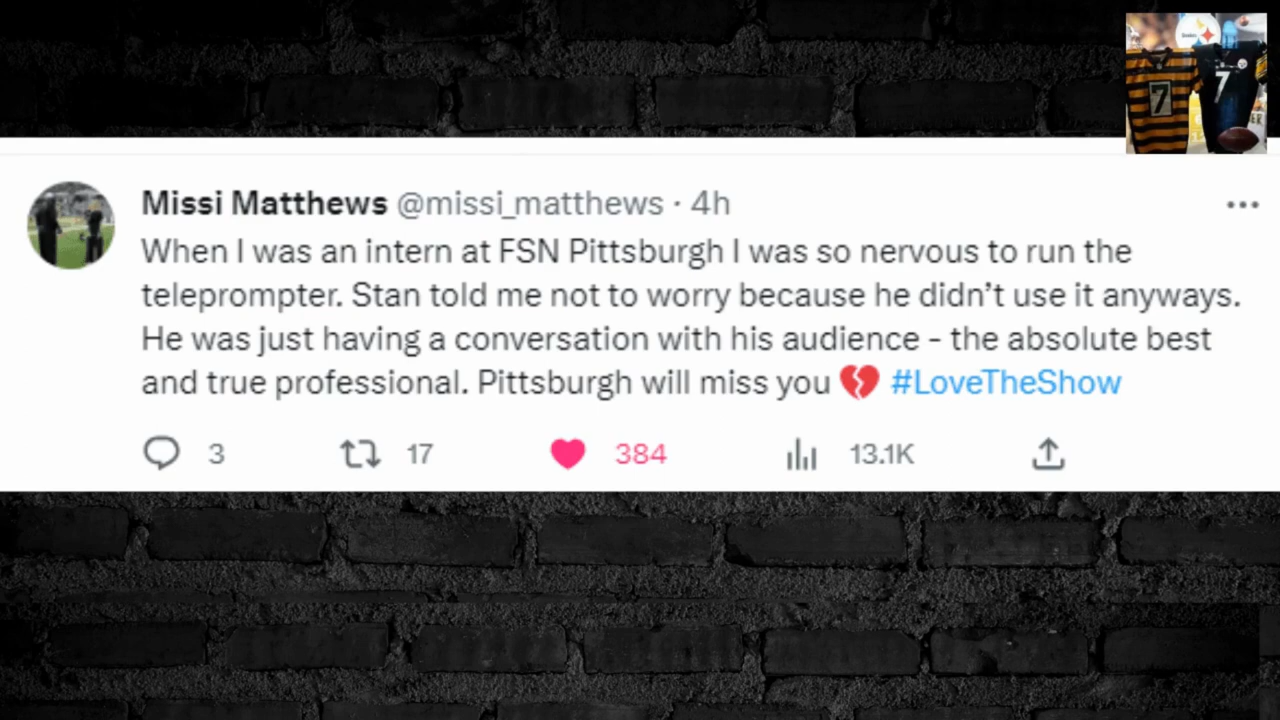 Missi Matthews @missi_matthews · 4h
When I was an intern at FSN Pittsburgh I was so nervous to run the
teleprompter. Stan told me not to worry because he didn’t use it anyways.
He was just having a conversation with his audience - the absolute best
and true professional. Pittsburgh will miss you 💔 #LoveTheShow
3 17 384 13.1K
7 7